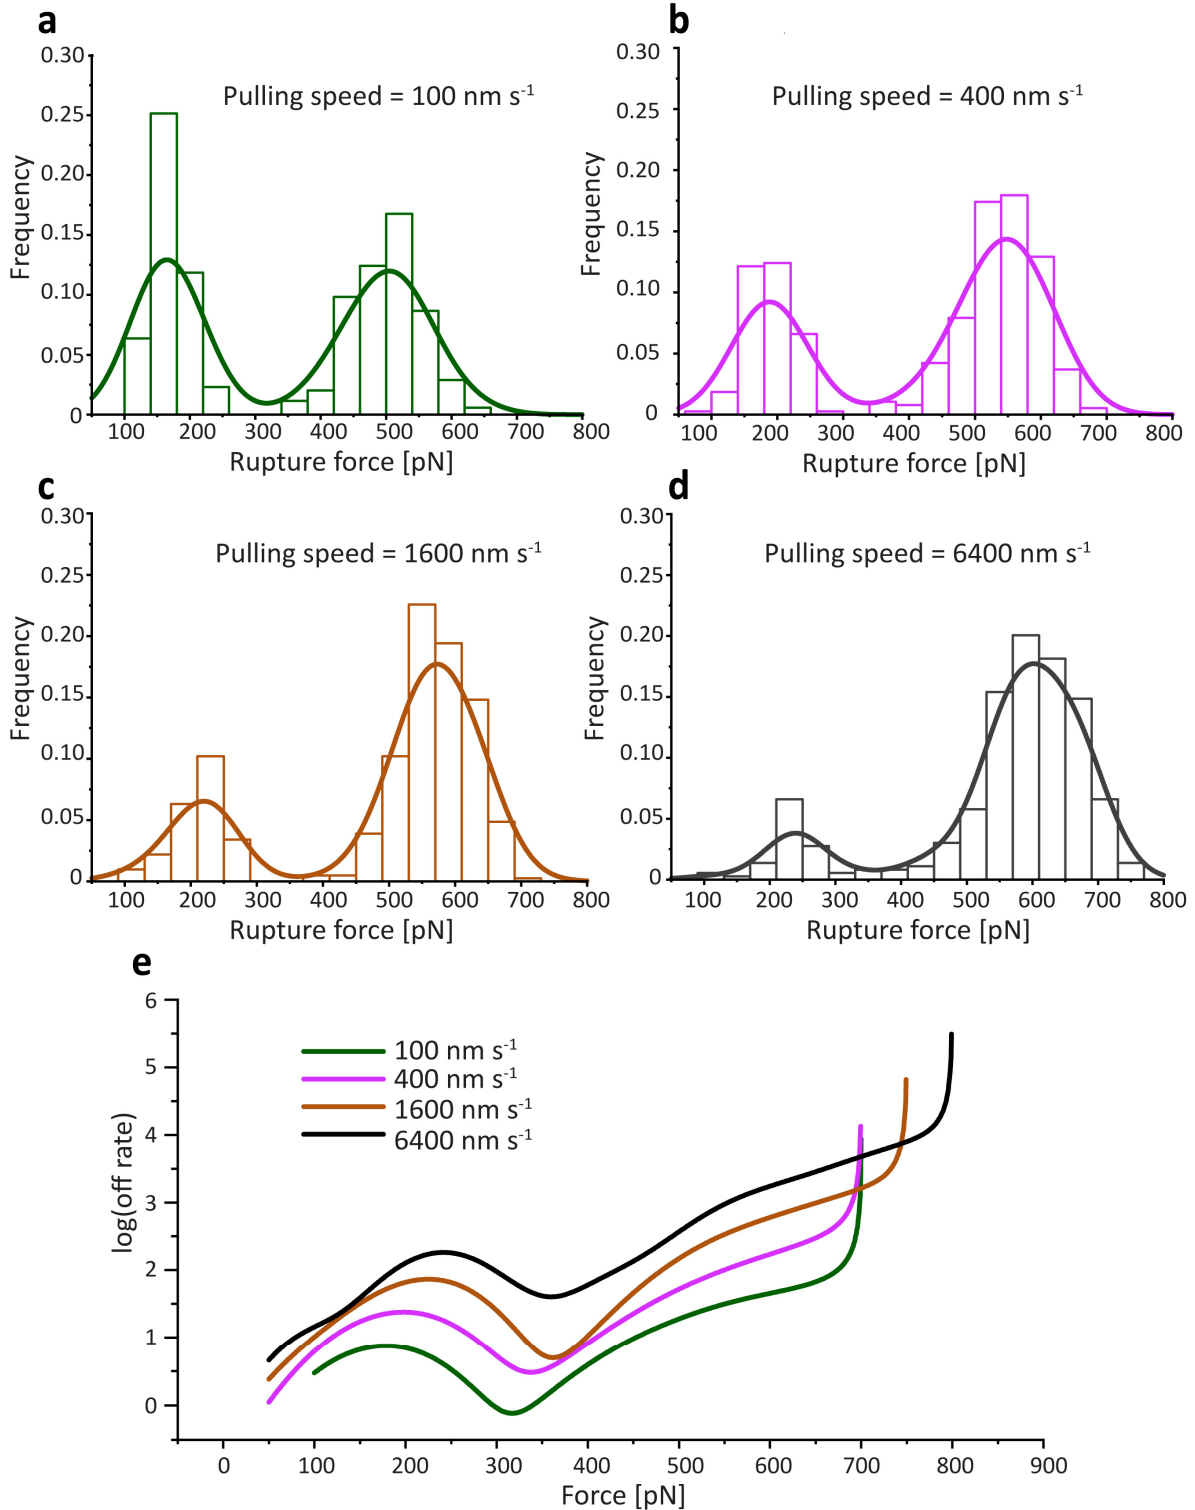 a
Pulling speed = 100 nm s-1
Frequency
0.30
0.25
0.20
0.15
0.10
0.05
0
100 200 300 400 500 600 700 800
Rupture force [pN]
b
Pulling speed = 400 nm s-1
Frequency
0.30
0.25
0.20
0.15
0.10
0.05
0
100 200 300 400 500 600 700 800
Rupture force [pN]
c
Pulling speed = 1600 nm s-1
Frequency
0.30
0.25
0.20
0.15
0.10
0.05
0
100 200 300 400 500 600 700 800
Rupture force [pN]
d
Pulling speed = 6400 nm s-1
Frequency
0.30
0.25
0.20
0.15
0.10
0.05
0
100 200 300 400 500 600 700 800
Rupture force [pN]
e
log(off rate)
6
5
4
3
2
1
0
100 nm s-1
400 nm s-1
1600 nm s-1
6400 nm s-1
0 100 200 300 400 500 600 700 800 900
Force [pN]